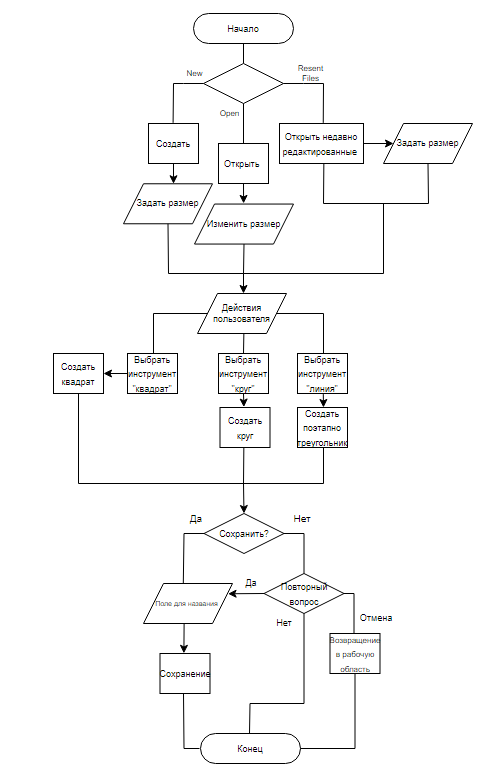 Начало
New
Resent
Files
Open
Создать
Открыть
Открыть недавно
редактированные
Задать размер
Задать размер
Изменить размер
Действия
пользователя
Создать
квадрат
Выбрать
инструмент
"квадрат"
Выбрать
инструмент
"круг"
Выбрать
инструмент
"линия"
Создать
круг
Создать
поэтапно
треугольник
Да
Сохранить?
Нет
Поле для названия
Да
Повторный
вопрос
Нет
Отмена
Возвращение
в рабочую
область
Сохранение
Конец